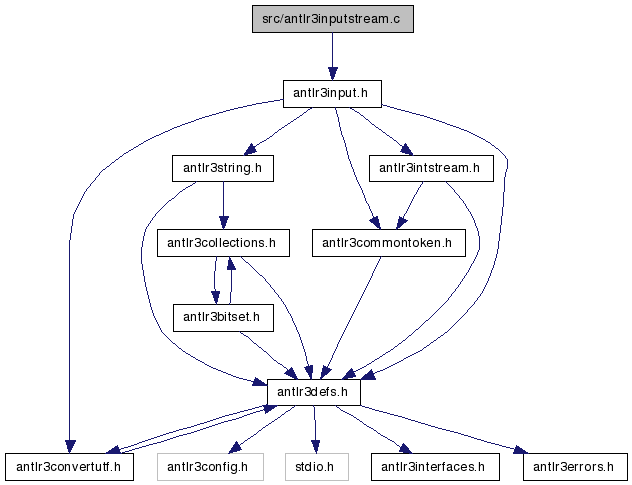 src/antlr3inputstream.c
antlr3input.h
antlr3string.h
antlr3intstream.h
antlr3collections.h
antlr3commontoken.h
antlr3bitset.h
antlr3defs.h
antlr3convertutf.h
antlr3config.h
stdio.h
antlr3interfaces.h
antlr3errors.h